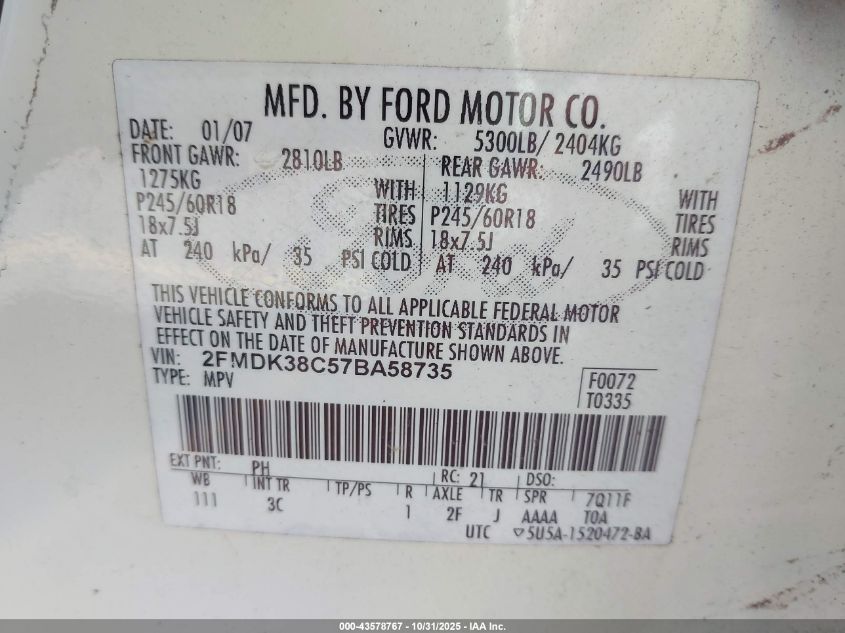 MFD. BY FORD MOTOR CO.
DATE: 01/07 GVWR: 5300LB/ 2404KG
FRONT GAWR: 2810LB REAR GAWR: 2490LB
1275KG WITH 1129KG WITH
P245/60R18 TIRES P245/60R18 TIRES
18x7.5J RIMS 18x7.5J RIMS
AT 240 kPa/ 35 PSI COLD AT 240 kPa/ 35 PSI COLD
THIS VEHICLE CONFORMS TO ALL APPLICABLE FEDERAL MOTOR
VEHICLE SAFETY AND THEFT PREVENTION STANDARDS IN
EFFECT ON THE DATE OF MANUFACTURE SHOWN ABOVE.
VIN: 2FMDK38C57BA58735
TYPE: MPV
F0072
T0335
EXT PNT: PH RC: 21 DSO:
WB INT TR TP/PS R AXLE TR SPR 7Q11F
111 3C 1 2F J AAAA TOA
UTC ▽5U5A-1520472-BA
000-43578767 - 10/31/2025 - IAA Inc.